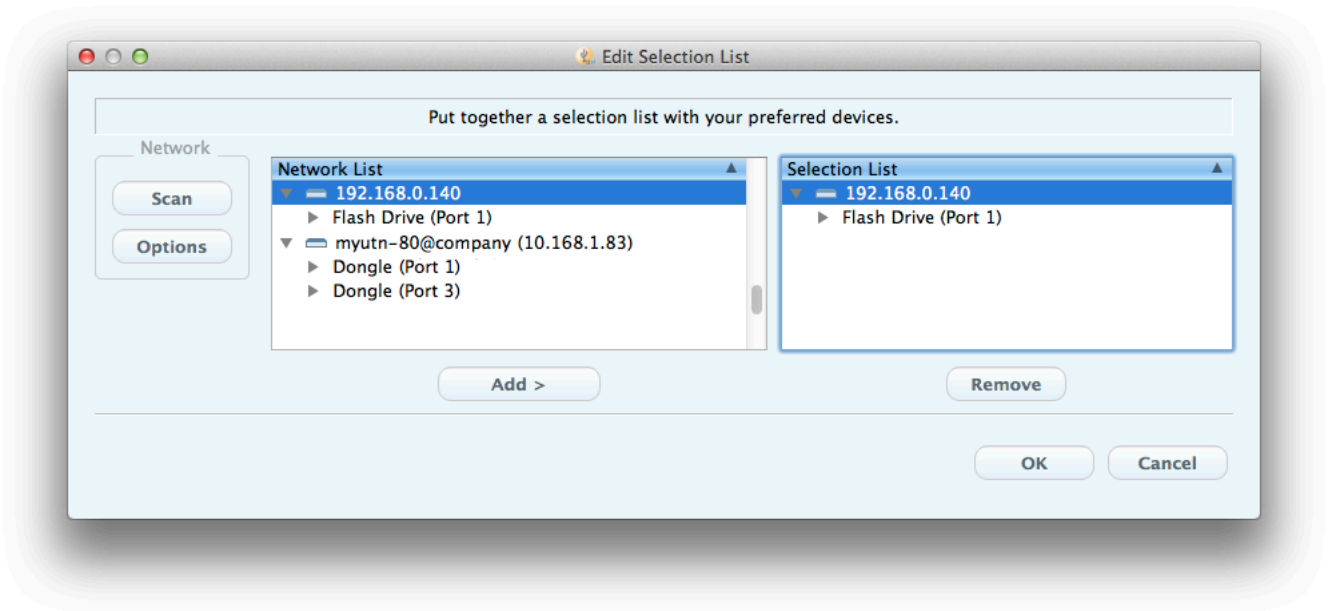 Edit Selection List
Put together a selection list with your preferred devices.
Network
Scan
Options
Network List
192.168.0.140
Flash Drive (Port 1)
myutn-80@company (10.168.1.83)
Dongle (Port 1)
Dongle (Port 3)
Add >
Selection List
192.168.0.140
Flash Drive (Port 1)
Remove
OK
Cancel